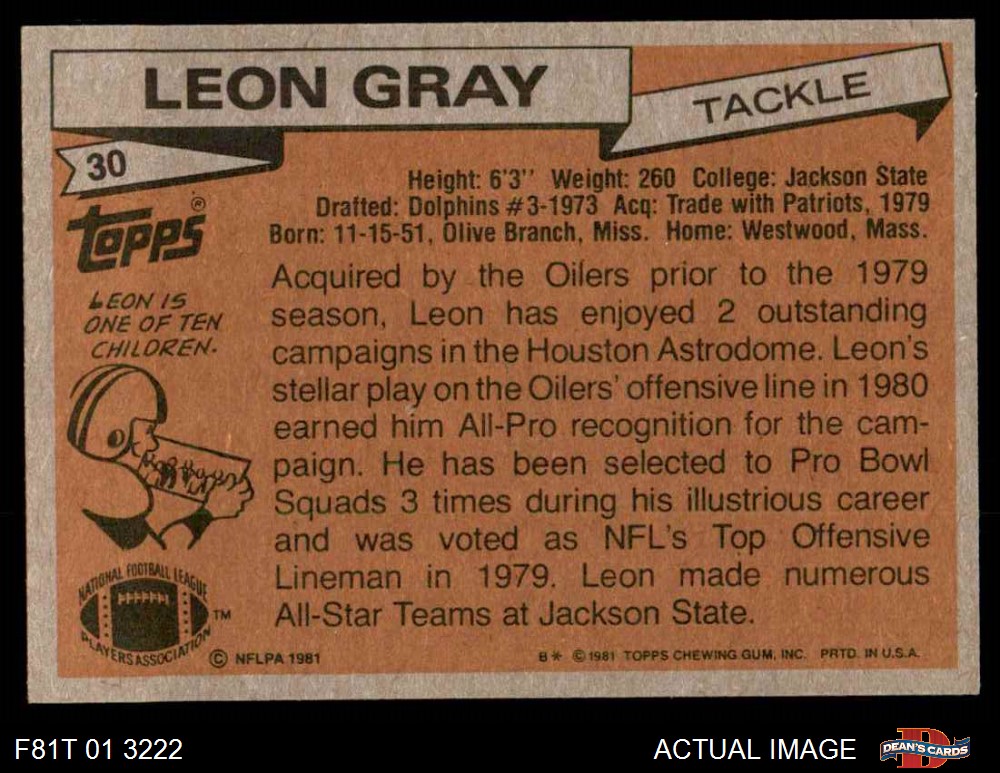 LEON GRAY
TACKLE
30
Height: 6'3'' Weight: 260 College: Jackson State
Drafted: Dolphins #3-1973 Acq: Trade with Patriots, 1979
Born: 11-15-51, Olive Branch, Miss. Home: Westwood, Mass.
Topps®
LEON IS
ONE OF TEN
CHILDREN.
Acquired by the Oilers prior to the 1979
season, Leon has enjoyed 2 outstanding
campaigns in the Houston Astrodome. Leon's
stellar play on the Oilers' offensive line in 1980
earned him All-Pro recognition for the cam-
paign. He has been selected to Pro Bowl
Squads 3 times during his illustrious career
and was voted as NFL's Top Offensive
Lineman in 1979. Leon made numerous
All-Star Teams at Jackson State.
NATIONAL FOOTBALL LEAGUE
PLAYERS ASSOCIATION
TM
© NFLPA 1981
B* © 1981 TOPPS CHEWING GUM, INC. PRTD. IN U.S.A.
F81T 01 3222
ACTUAL IMAGE
DEAN'S CARDS